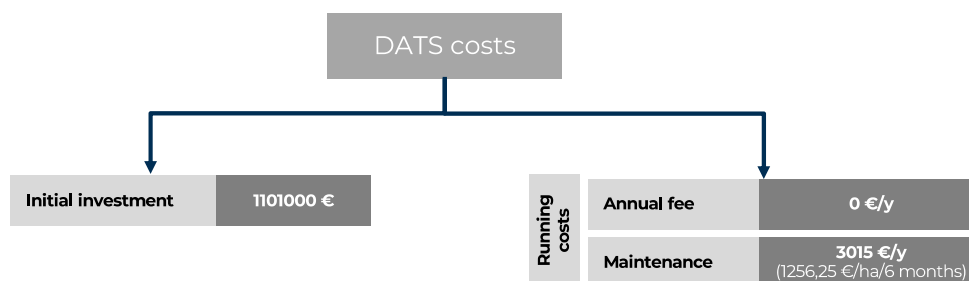 DATS costs
Initial investment
1101000 €
Running
costs
Annual fee
0 €/y
Maintenance
3015 €/y
(1256,25 €/ha/6 months)